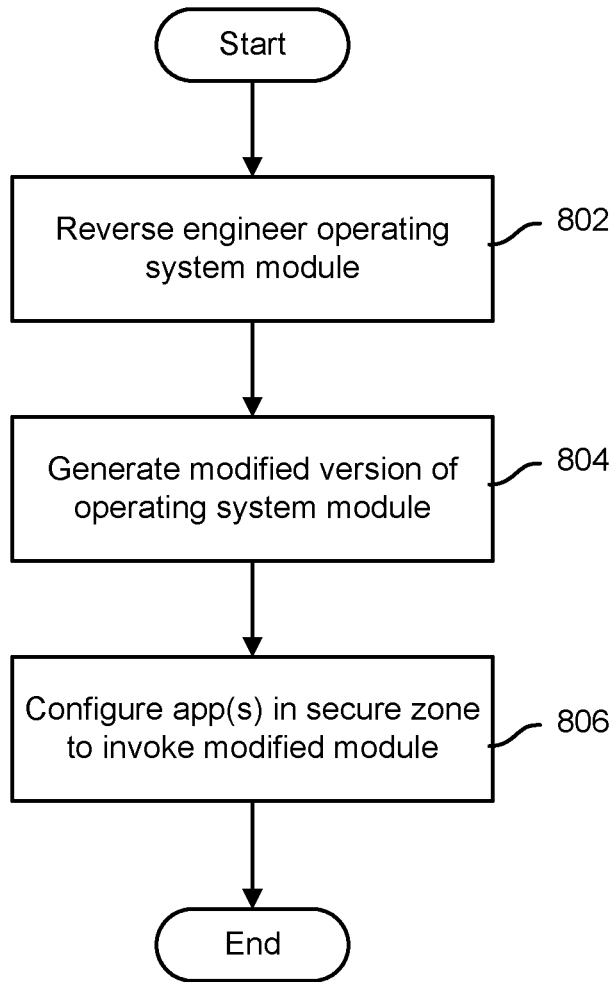 Start
Reverse engineer operating
system module
802
Generate modified version of
operating system module
804
Configure app(s) in secure zone
to invoke modified module
806
End